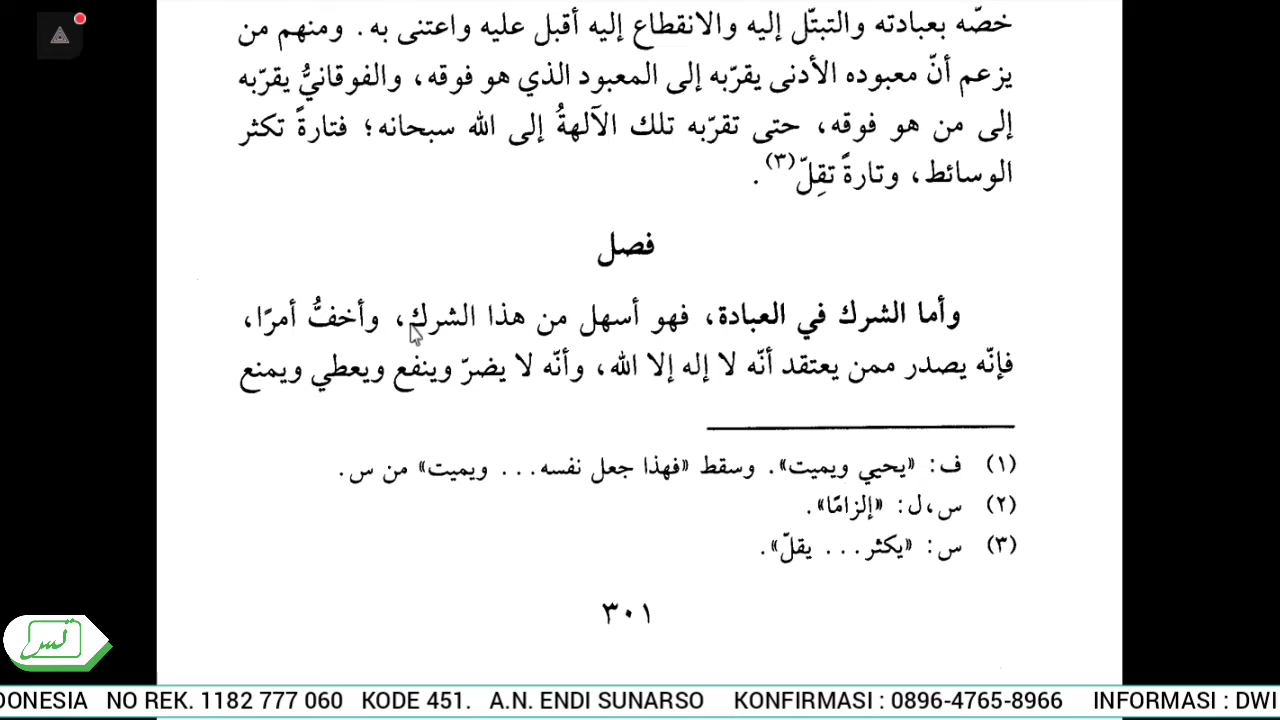 خصّه بعبادته والتبتّل إليه والانقطاع إليه أقبل عليه واعتنى به. ومنهم من
يزعم أنّ معبوده الأدنى يقرّبه إلى المعبود الذي هو فوقه، والفوقانيُّ يقرّبه
إلى من هو فوقه، حتى تقرّبه تلك الآلهةُ إلى الله سبحانه؛ فتارةً تكثر
الوسائط، وتارةً تقِلّ(٣).
فصل
وأما الشرك في العبادة، فهو أسهل من هذا الشرك، وأخفُّ أمرًا،
فإنّه يصدر ممن يعتقد أنّه لا إله إلا الله، وأنّه لا يضرّ وينفع ويعطي ويمنع
(١) ف: «يحيي ويميت». وسقط «فهذا جعل نفسه... ويميت» من س.
(٢) س،ل: «إلزامًا».
(٣) س: «يكثر... يقلّ».
٣٠١
DONESIA NO REK. 1182 777 060 KODE 451. A.N. ENDI SUNARSO KONFIRMASI : 0896-4765-8966 INFORMASI : DWI